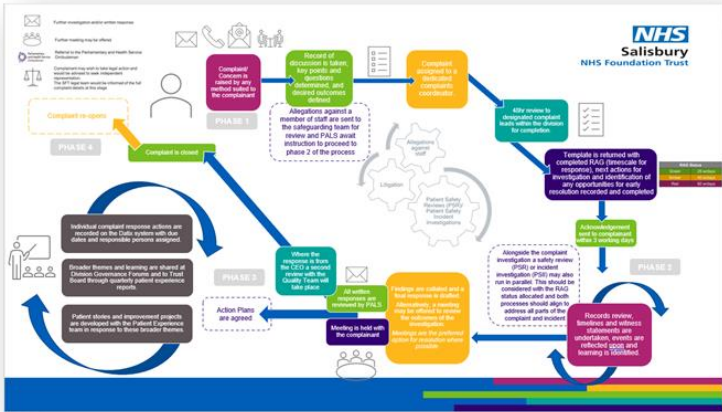 Further investigation and/or written response
Further meeting may be offered
Referral to the Parliamentary and Health Service
Ombudsman
Complainant may wish to take legal action and
would be advised to seek independent
representation.
The SFT legal team would be informed of the full
complaint details at this stage.
NHS
Salisbury
NHS Foundation Trust
PHASE 1
Complaint/
Concern is
raised by any
method suited to
the complainant
Record of
discussion is taken,
key points and
questions
determined, and
desired outcomes
defined
Allegations against a
member of staff are sent to
the safeguarding team for
review and PALS await
instruction to proceed to
phase 2 of the process
Complaint
assigned to a
dedicated
complaints
coordinator.
48hr review to
designated complaint
leads within the division
for completion
Template is returned with
completed RAG (timescale for
response), next actions for
investigation and identification of
any opportunities for early
resolution recorded and completed
RAG Status
Green
Amber
Red
Acknowledgement
sent to complainant
within 3 working days
PHASE 2
Records review,
timelines and witness
statements are
undertaken, events are
reflected upon and
learning is identified.
Alongside the complaint
investigation a safety review
(PSR) or incident
investigation (PSII) may also
run in parallel. This should be
considered with the RAG
status allocated and both
processes should align to
address all parts of the
complaint and incident
Allegations
against
staff
Litigation
Patient Safety
Reviews (PSR)/
Patient Safety
Incident
Investigations
Findings are collated and a
final response is drafted.
Alternatively, a meeting
may be offered to review
the outcomes of the
investigation.
Meetings are the preferred
option for resolution where
possible
All written
responses are
reviewed by PALS
Meeting is held with
the complainant
PHASE 3
Where the
response is from
the CEO a second
review with the
Quality Team will
take place
Action Plans
are agreed
Individual complaint response actions
are recorded on the Datix system with due
dates and responsible persons assigned.
Broader themes and learning are shared at
Division Governance Forums and to Trust
Board through quarterly patient experience
reports.
Patient stories and improvement projects
are developed with the Patient Experience
team in response to these broader themes.
Complaint is closed
PHASE 4
Complaint re-opens